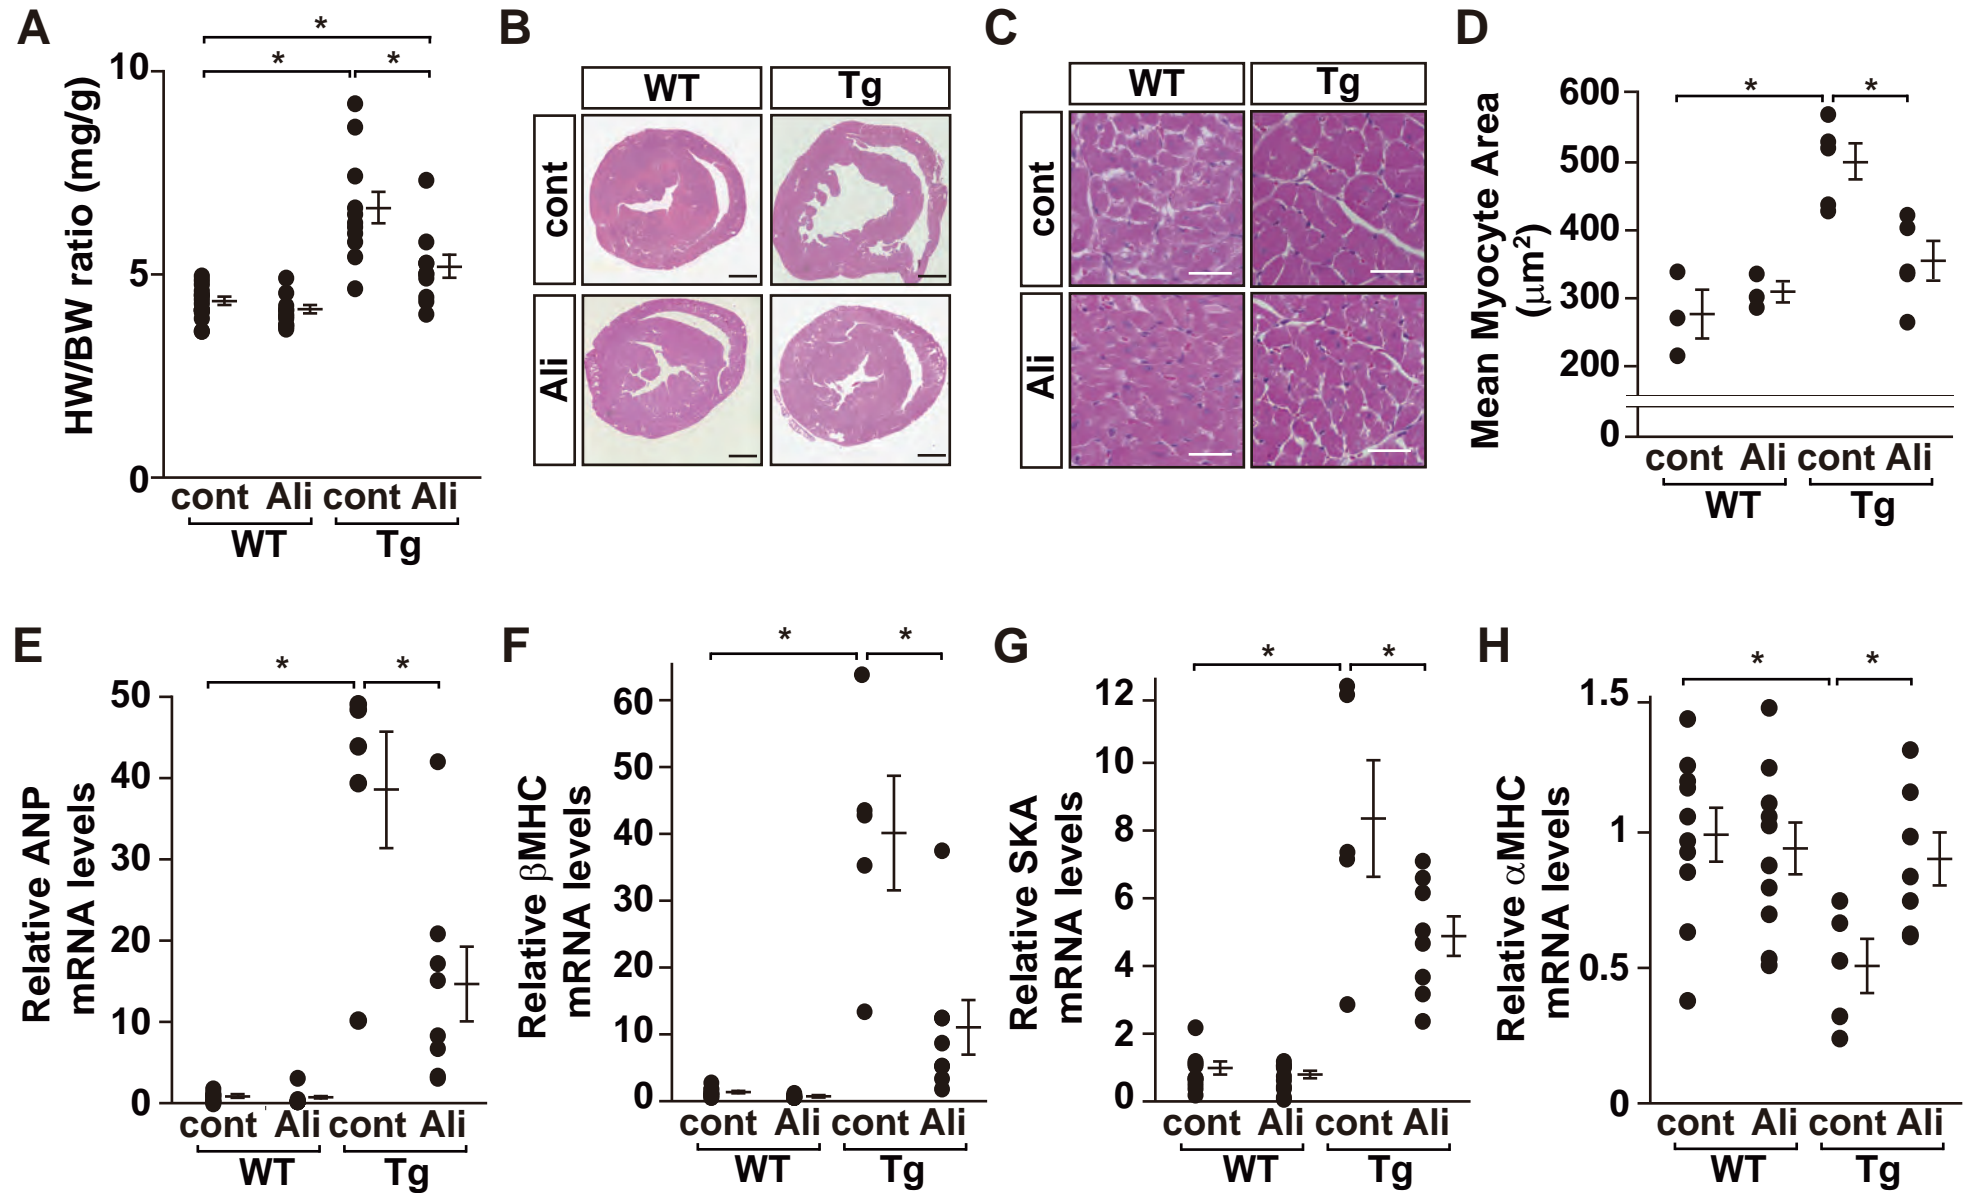 A
HW/BW ratio (mg/g)
10
5
0
*
*
*
cont Ali cont Ali
WT Tg
B
WT Tg
cont
Ali
C
WT Tg
cont
Ali
D
Mean Myocyte Area
(μm²)
600
500
400
300
200
0
*
*
cont Ali cont Ali
WT Tg
E
Relative ANP
mRNA levels
50
40
30
20
10
0
*
*
cont Ali cont Ali
WT Tg
F
Relative βMHC
mRNA levels
60
50
40
30
20
10
0
*
*
cont Ali cont Ali
WT Tg
G
Relative SKA
mRNA levels
12
10
8
6
4
2
0
*
*
cont Ali cont Ali
WT Tg
H
Relative αMHC
mRNA levels
1.5
1
0.5
0
*
*
cont Ali cont Ali
WT Tg